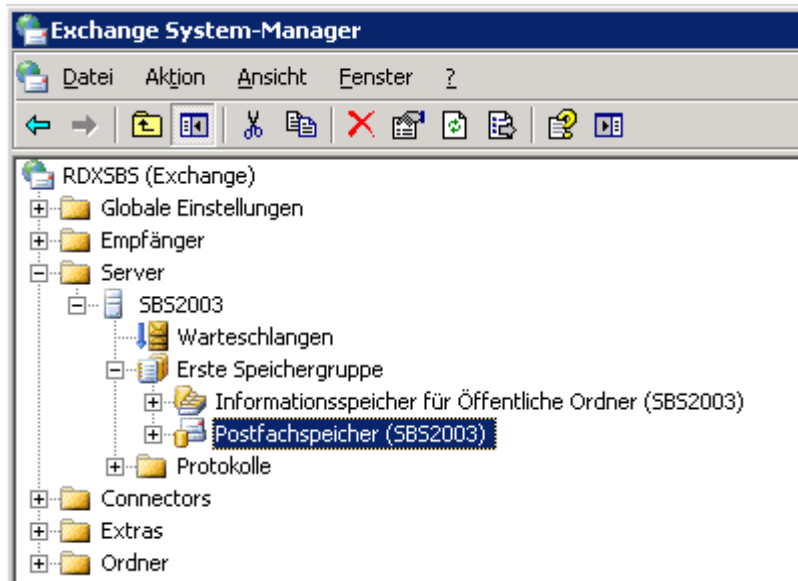 Exchange System-Manager
Datei Aktion Ansicht Fenster ?
RDXSBS (Exchange)
Globale Einstellungen
Empfänger
Server
SBS2003
Warteschlangen
Erste Speichergruppe
Informationsspeicher für Öffentliche Ordner (SBS2003)
Postfachspeicher (SBS2003)
Protokolle
Connectors
Extras
Ordner